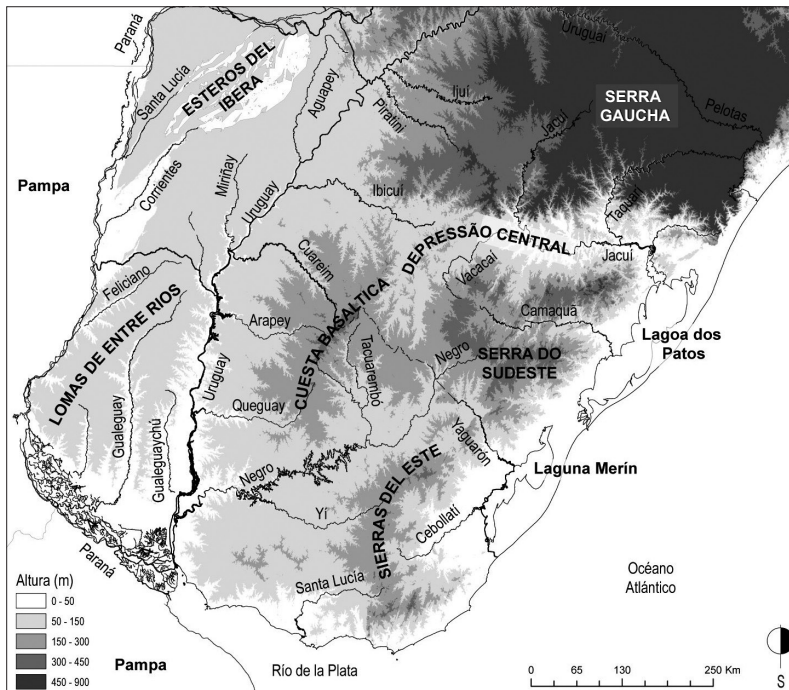 Paraná
Santa Lucía
ESTEROS DEL
IBERA
Aguapey
Uruguai
Ijuí
Piratini
Jacuí
SERRA
GAUCHA
Pelotas
Taquari
Pampa
Corrientes
Miriñay
Uruguay
Ibicuí
DEPRESSÃO CENTRAL
Jacuí
Vacacai
Cuareim
Feliciano
LOMAS DE ENTRE RIOS
Arapey
CUESTA BASALTICA
Tacuarembó
Camaquã
Negro
SERRA DO
SUDESTE
Lagoa dos
Patos
Uruguay
Queguay
Gualeguay
Gualeguaychú
Yaguarón
Laguna Merín
Negro
Yí
SIERRAS DEL ESTE
Cebollatí
Paraná
Santa Lucía
Océano
Atlántico
Altura (m)
0 - 50
50 - 150
150 - 300
300 - 450
450 - 900
Pampa
Río de la Plata
0 65 130 250 Km
S